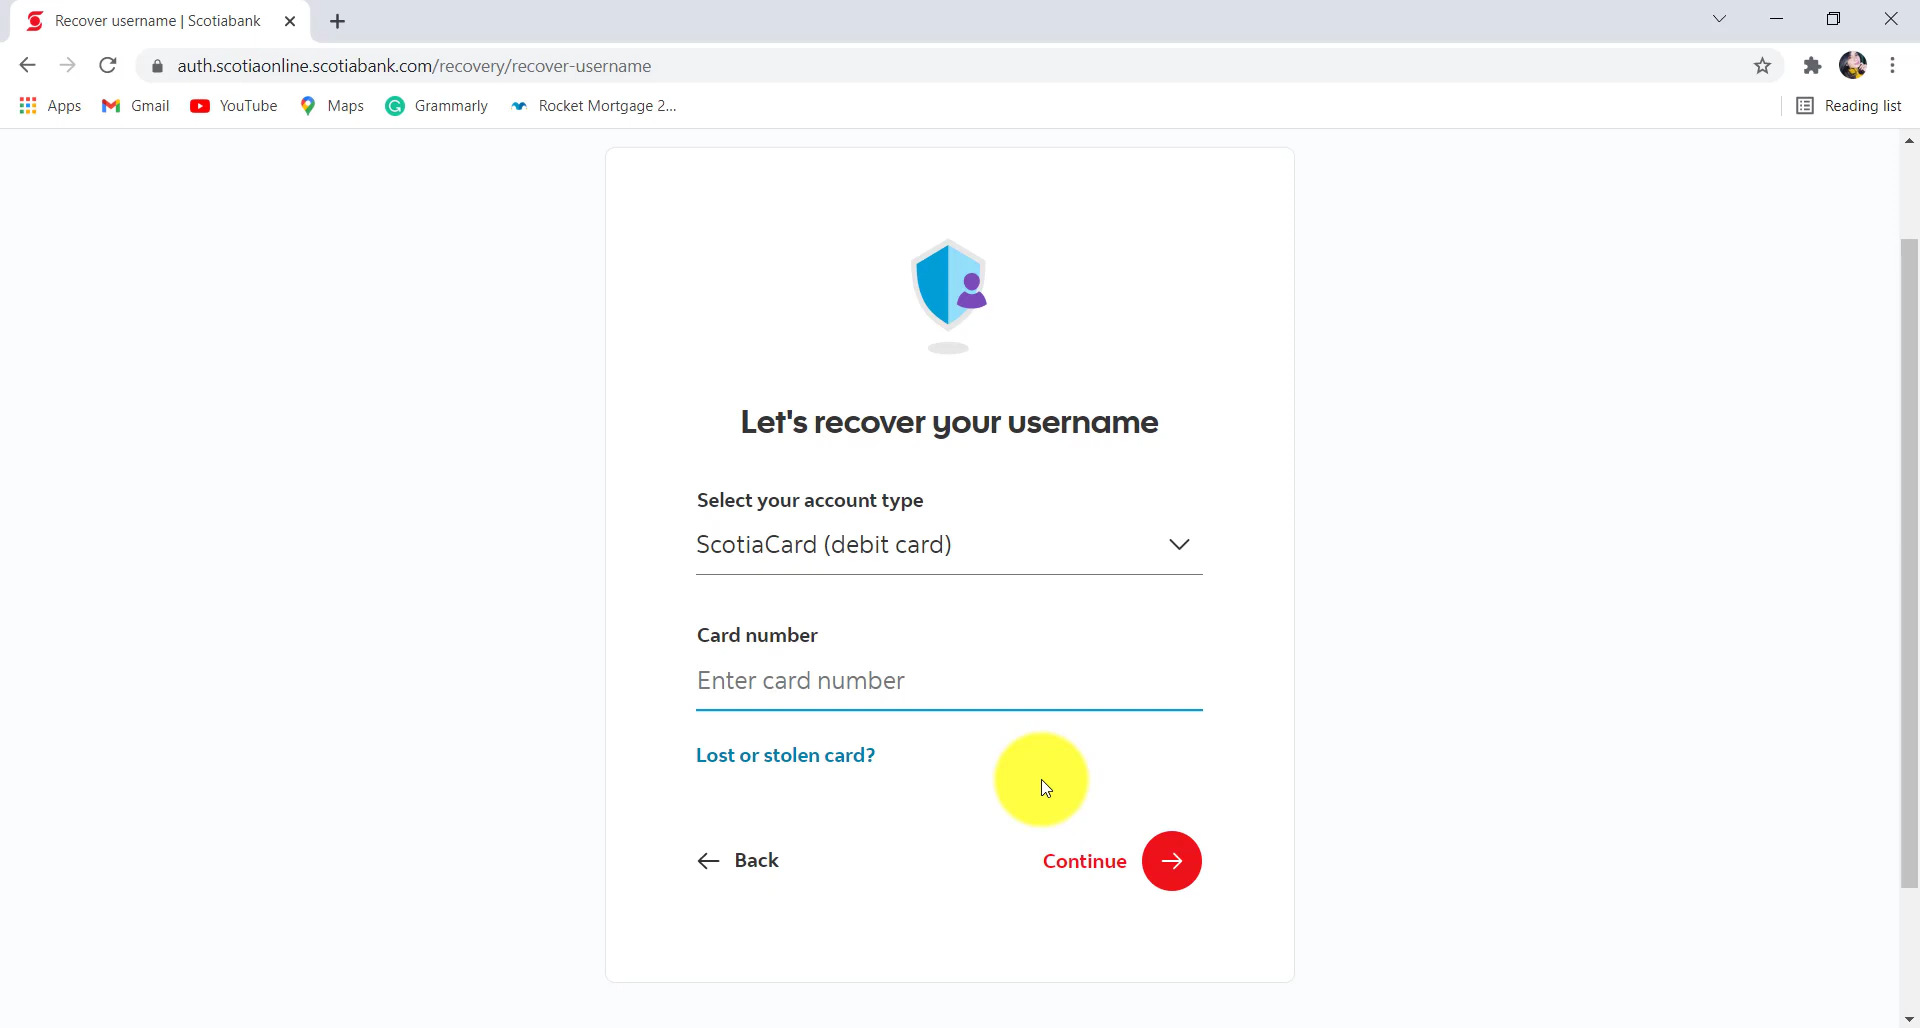 Recover username | Scotiabank
auth.scotiaonline.scotiabank.com/recovery/recover-username
Apps Gmail YouTube Maps Grammarly Rocket Mortgage 2... Reading list
Let's recover your username
Select your account type
ScotiaCard (debit card)
Card number
Enter card number
Lost or stolen card?
Back Continue